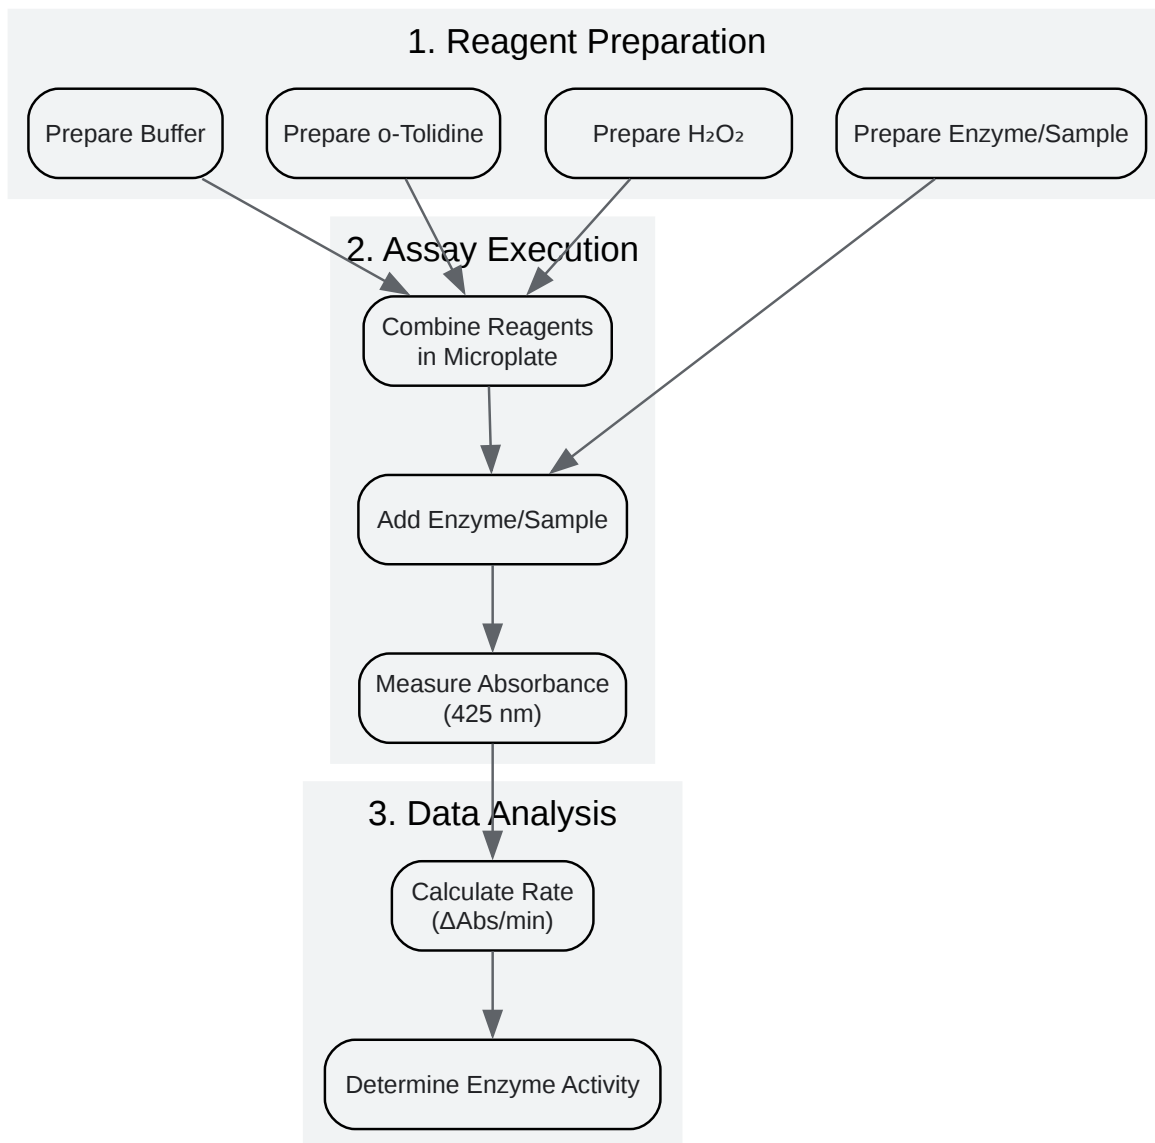 1. Reagent Preparation
Prepare Buffer
Prepare o-Tolidine
Prepare H₂O₂
Prepare Enzyme/Sample
2. Assay Execution
Combine Reagents
in Microplate
Add Enzyme/Sample
Measure Absorbance
(425 nm)
3. Data Analysis
Calculate Rate
(ΔAbs/min)
Determine Enzyme Activity